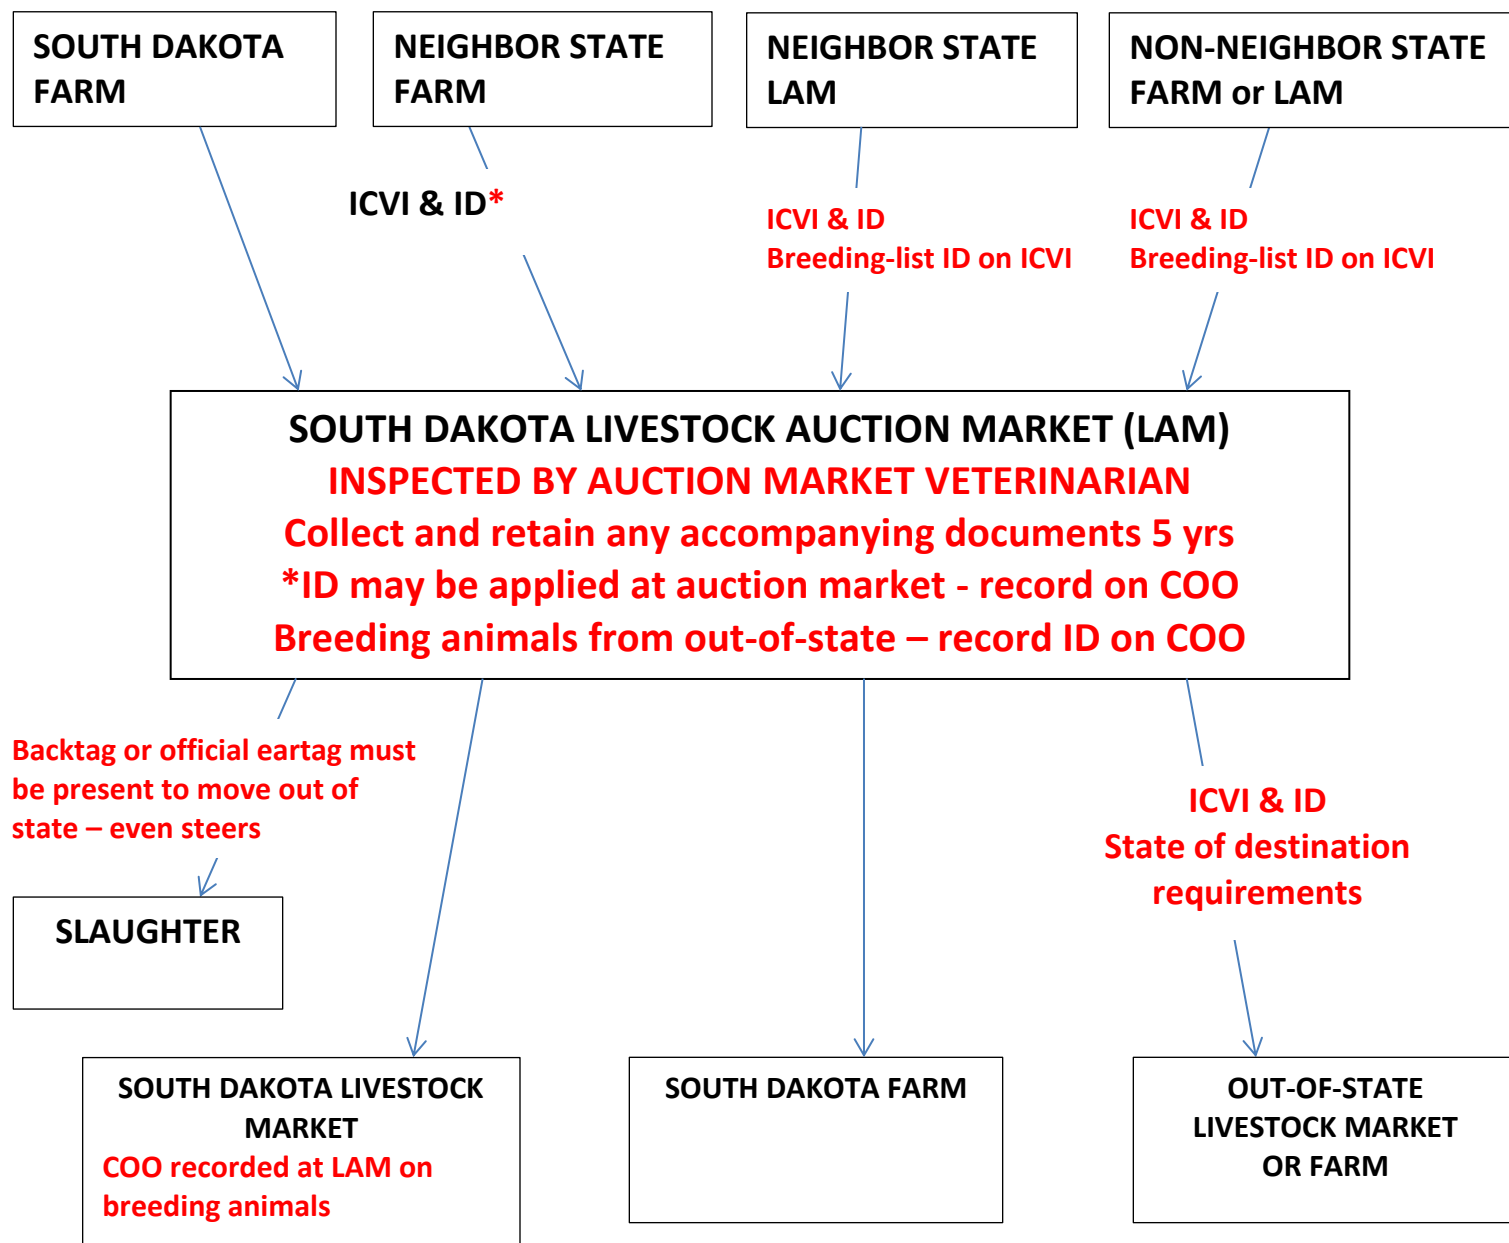 SOUTH DAKOTA
FARM
NEIGHBOR STATE
FARM
NEIGHBOR STATE
LAM
NON-NEIGHBOR STATE
FARM or LAM
ICVI & ID*
ICVI & ID
Breeding-list ID on ICVI
ICVI & ID
Breeding-list ID on ICVI
SOUTH DAKOTA LIVESTOCK AUCTION MARKET (LAM)
INSPECTED BY AUCTION MARKET VETERINARIAN
Collect and retain any accompanying documents 5 yrs
*ID may be applied at auction market - record on COO
Breeding animals from out-of-state – record ID on COO
Backtag or official eartag must
be present to move out of
state – even steers
ICVI & ID
State of destination
requirements
SLAUGHTER
SOUTH DAKOTA LIVESTOCK
MARKET
COO recorded at LAM on
breeding animals
SOUTH DAKOTA FARM
OUT-OF-STATE
LIVESTOCK MARKET
OR FARM